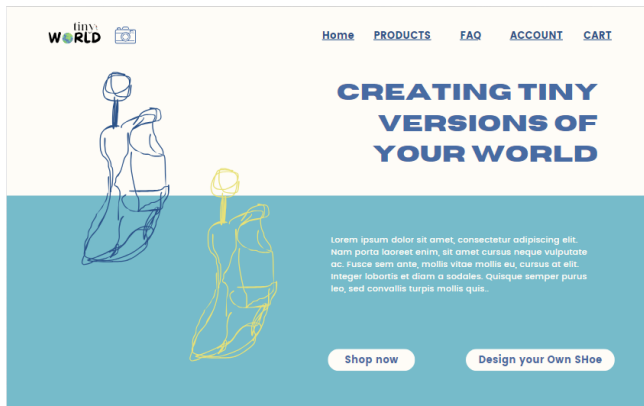 tiny
WORLD
Home PRODUCTS FAQ ACCOUNT CART
CREATING TINY
VERSIONS OF
YOUR WORLD
Lorem ipsum dolor sit amet, consectetur adipiscing elit.
Nam porta laoreet enim, sit amet cursus neque vulputate
ac. Fusce sem ante, mollis vitae mollis eu, cursus at elit.
Integer lobortis et diam a sodales. Quisque semper purus
leo, sed convallis turpis mollis quis..
Shop now Design your Own SHoe